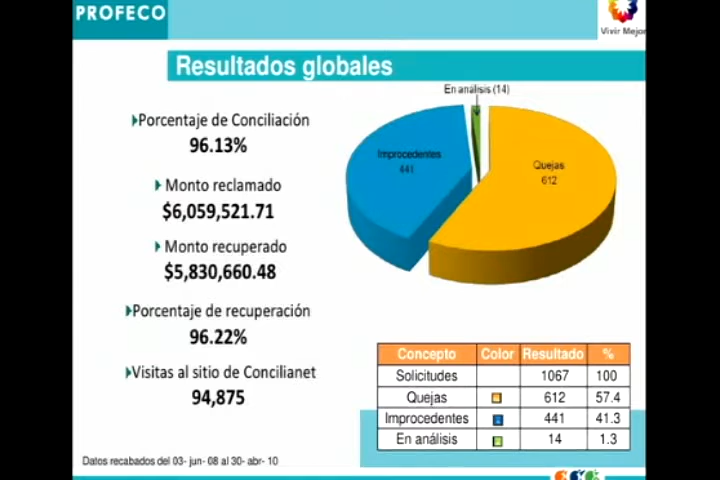 PROFECO
Vivir Mejor
Resultados globales
Porcentaje de Conciliación
96.13%
Monto reclamado
$6,059,521.71
Monto recuperado
$5,830,660.48
Porcentaje de recuperación
96.22%
Visitas al sitio de Concilianet
94,875
En análisis (14)
Improcedentes
441
Quejas
612
Concepto Color Resultado %
Solicitudes 1067 100
Quejas 612 57.4
Improcedentes 441 41.3
En análisis 14 1.3
Datos recabados del 03- jun- 08 al 30- abr- 10